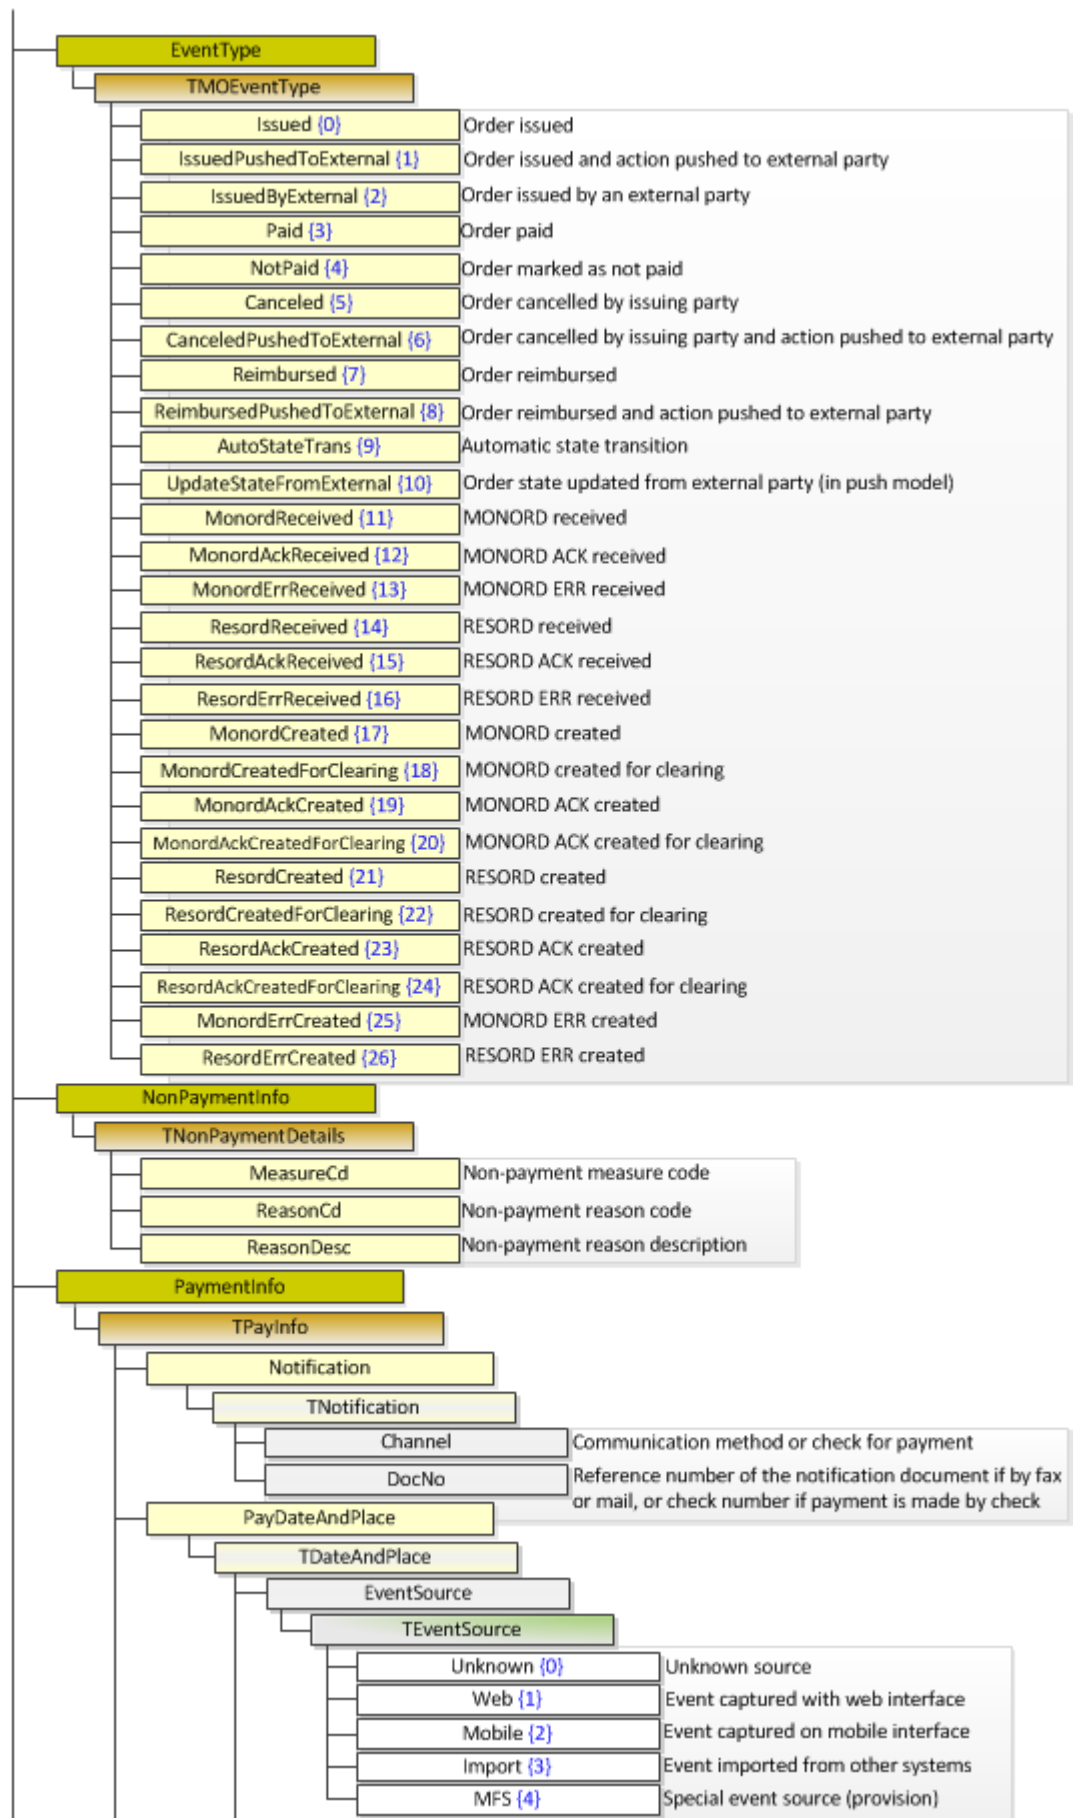 EventType
TMOEventType
Issued {0} Order issued
IssuedPushedToExternal {1} Order issued and action pushed to external party
IssuedByExternal {2} Order issued by an external party
Paid {3} Order paid
NotPaid {4} Order marked as not paid
Canceled {5} Order cancelled by issuing party
CanceledPushedToExternal {6} Order cancelled by issuing party and action pushed to external party
Reimbursed {7} Order reimbursed
ReimbursedPushedToExternal {8} Order reimbursed and action pushed to external party
AutoStateTrans {9} Automatic state transition
UpdateStateFromExternal {10} Order state updated from external party (in push model)
MonordReceived {11} MONORD received
MonordAckReceived {12} MONORD ACK received
MonordErrReceived {13} MONORD ERR received
ResordReceived {14} RESORD received
ResordAckReceived {15} RESORD ACK received
ResordErrReceived {16} RESORD ERR received
MonordCreated {17} MONORD created
MonordCreatedForClearing {18} MONORD created for clearing
MonordAckCreated {19} MONORD ACK created
MonordAckCreatedForClearing {20} MONORD ACK created for clearing
ResordCreated {21} RESORD created
ResordCreatedForClearing {22} RESORD created for clearing
ResordAckCreated {23} RESORD ACK created
ResordAckCreatedForClearing {24} RESORD ACK created for clearing
MonordErrCreated {25} MONORD ERR created
ResordErrCreated {26} RESORD ERR created
NonPaymentInfo
TNonPaymentDetails
MeasureCd Non-payment measure code
ReasonCd Non-payment reason code
ReasonDesc Non-payment reason description
PaymentInfo
TPayInfo
Notification
TNotification
Channel Communication method or check for payment
DocNo Reference number of the notification document if by fax
or mail, or check number if payment is made by check
PayDateAndPlace
TDateAndPlace
EventSource
TEventSource
Unknown {0} Unknown source
Web {1} Event captured with web interface
Mobile {2} Event captured on mobile interface
Import {3} Event imported from other systems
MFS {4} Special event source (provision)